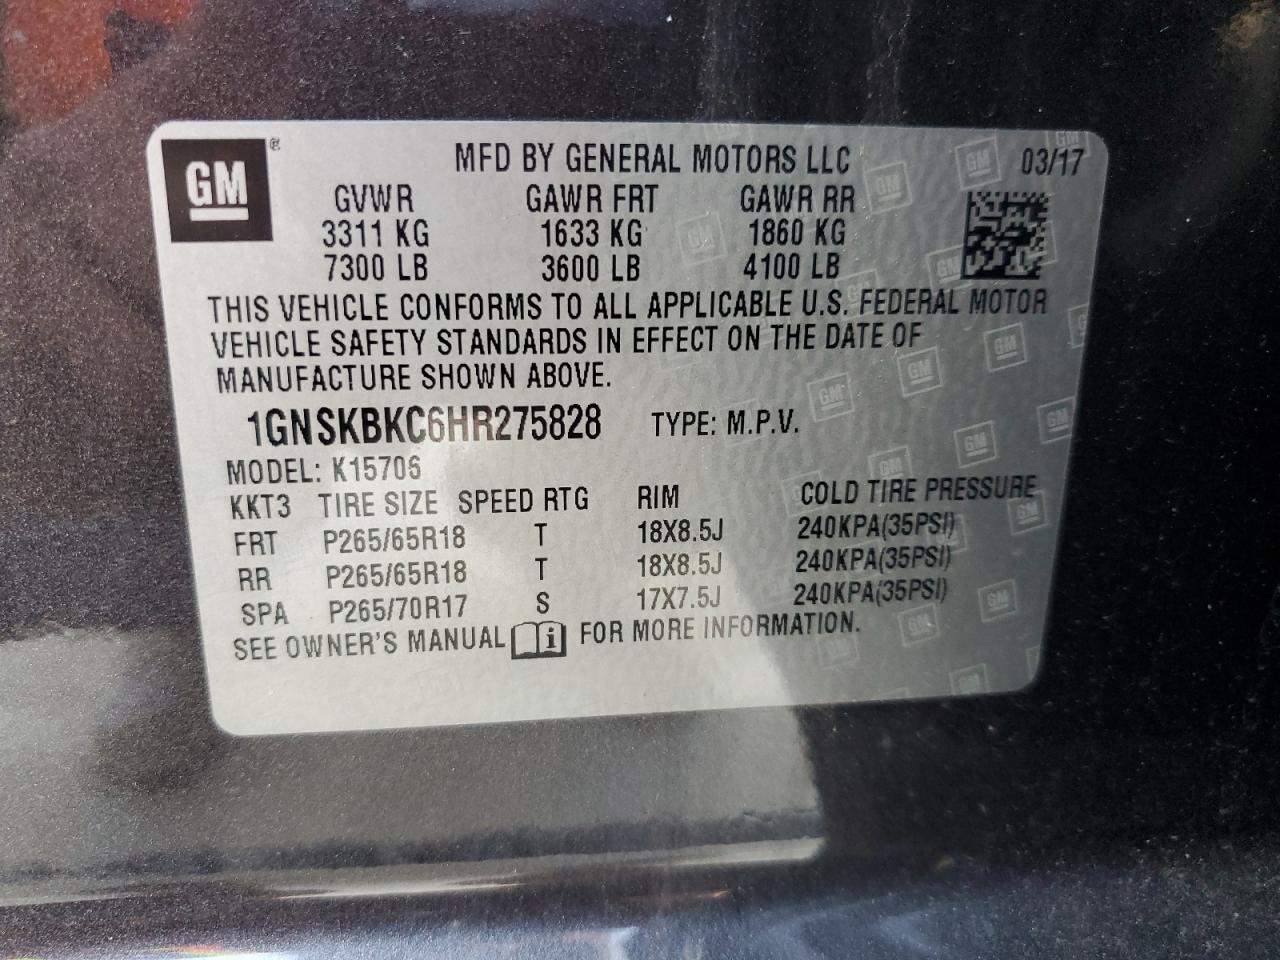 GM ®
MFD BY GENERAL MOTORS LLC 03/17
GVWR GAWR FRT GAWR RR
3311 KG 1633 KG 1860 KG
7300 LB 3600 LB 4100 LB
THIS VEHICLE CONFORMS TO ALL APPLICABLE U.S. FEDERAL MOTOR
VEHICLE SAFETY STANDARDS IN EFFECT ON THE DATE OF
MANUFACTURE SHOWN ABOVE.
1GNSKBKC6HR275828 TYPE: M.P.V.
MODEL: K15706
KKT3 TIRE SIZE SPEED RTG RIM COLD TIRE PRESSURE
FRT P265/65R18 T 18X8.5J 240KPA(35PSI)
RR P265/65R18 T 18X8.5J 240KPA(35PSI)
SPA P265/70R17 S 17X7.5J 240KPA(35PSI)
SEE OWNER'S MANUAL i FOR MORE INFORMATION.